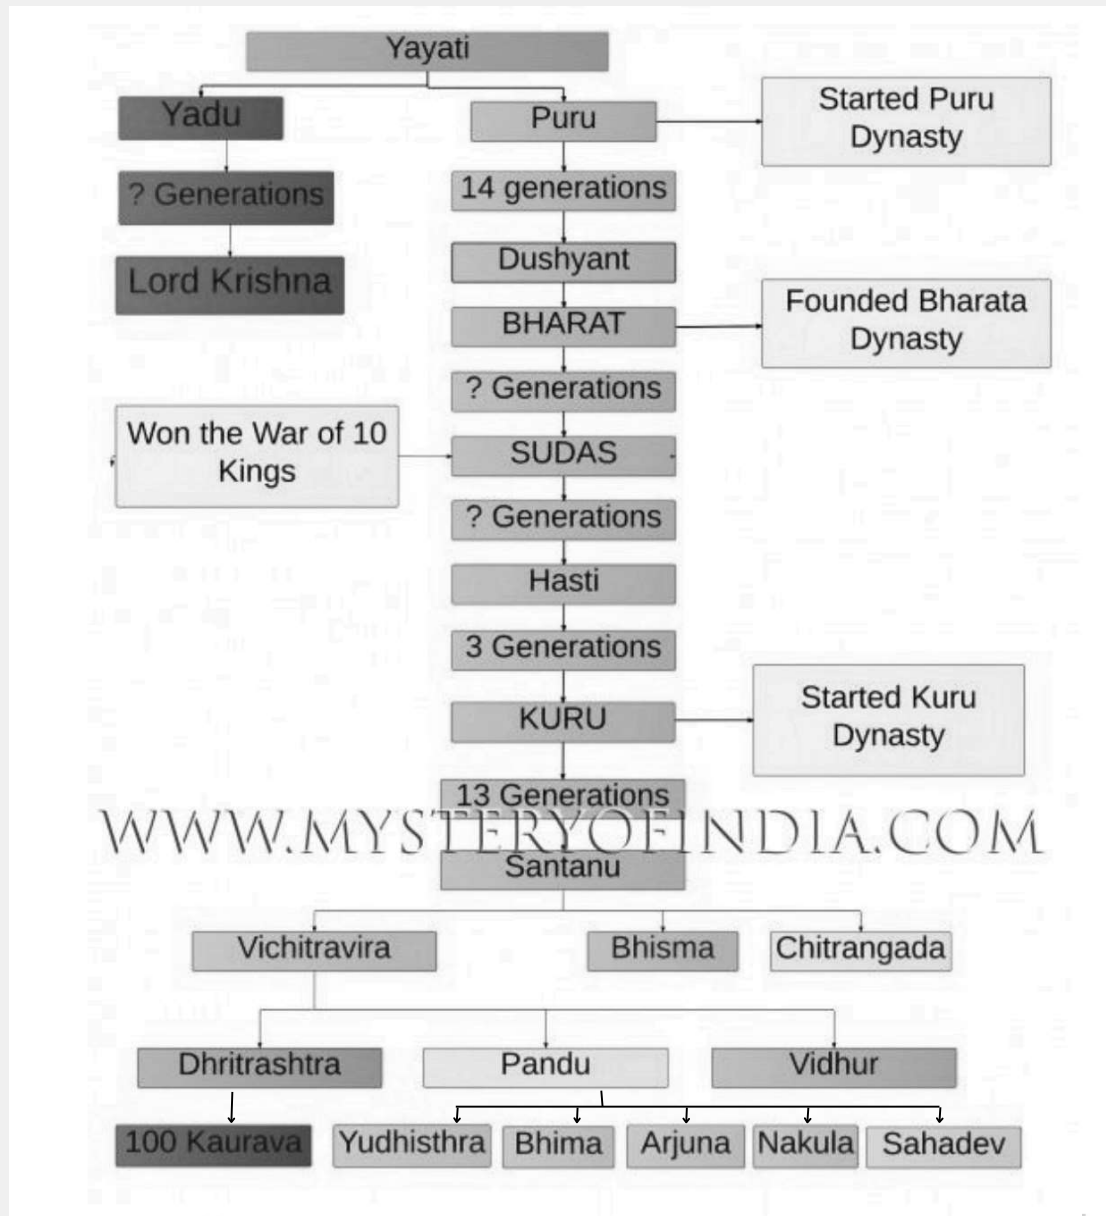 Yayati
Yadu
Puru
Started Puru
Dynasty
? Generations
14 generations
Lord Krishna
Dushyant
BHARAT
Founded Bharata
Dynasty
? Generations
Won the War of 10
Kings
SUDAS
? Generations
Hasti
3 Generations
KURU
Started Kuru
Dynasty
13 Generations
WWW.MYSTERYOFINDIA.COM
Santanu
Vichitravira
Bhisma
Chitrangada
Dhritrashtra
Pandu
Vidhur
100 Kaurava
Yudhisthra
Bhima
Arjuna
Nakula
Sahadev